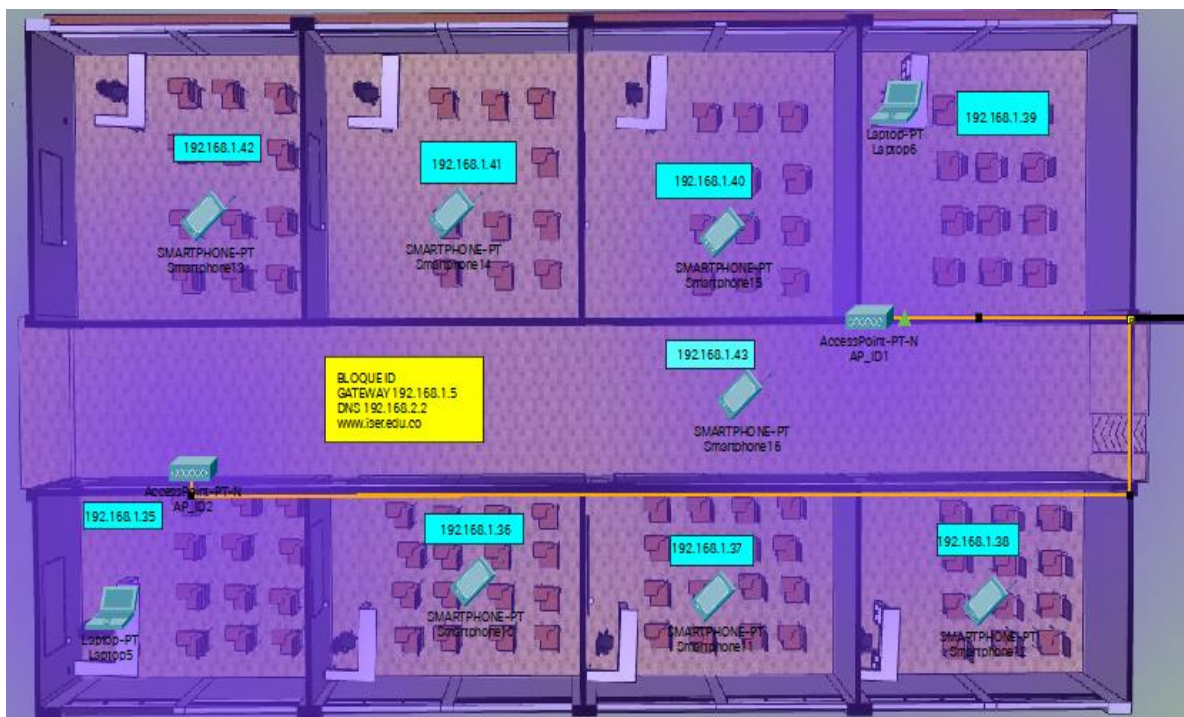 Laptop-PT
Laptop6
192.168.1.39
192.168.1.42
192.168.1.41
192.168.1.40
SMARTPHONE-PT
Smartphone13
SMARTPHONE-PT
Smartphone14
SMARTPHONE-PT
Smartphone15
AccessPoint-PT-N
AP_ID1
192.168.1.43
BLOQUE ID
GATEWAY 192.168.1.5
DNS 192.168.2.2
www.iser.edu.co
SMARTPHONE-PT
Smartphone16
AccessPoint-PT-N
AP_ID2
192.168.1.35
192.168.1.36
192.168.1.37
192.168.1.38
Laptop-PT
Laptop5
SMARTPHONE-PT
SMARTPHONE-PT
Smartphone11
SMARTPHONE-PT
Smartphone12